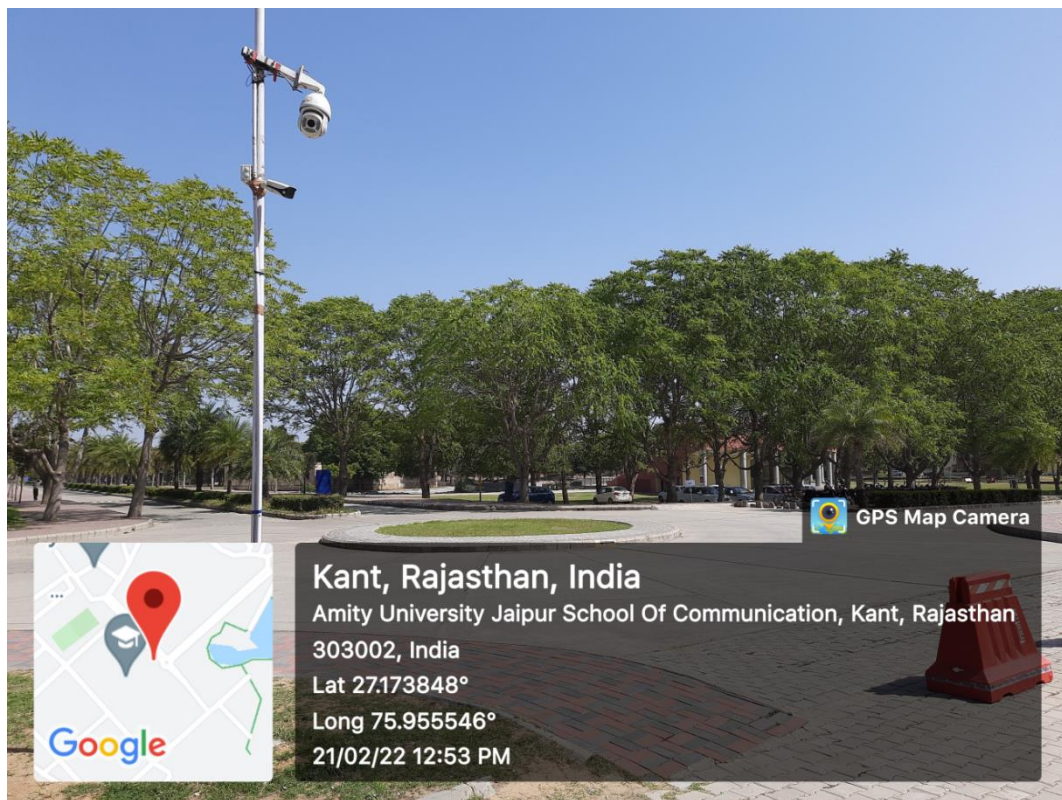 GPS Map Camera
Kant, Rajasthan, India
Amity University Jaipur School Of Communication, Kant, Rajasthan
303002, India
Lat 27.173848°
Long 75.955546°
21/02/22 12:53 PM
Google